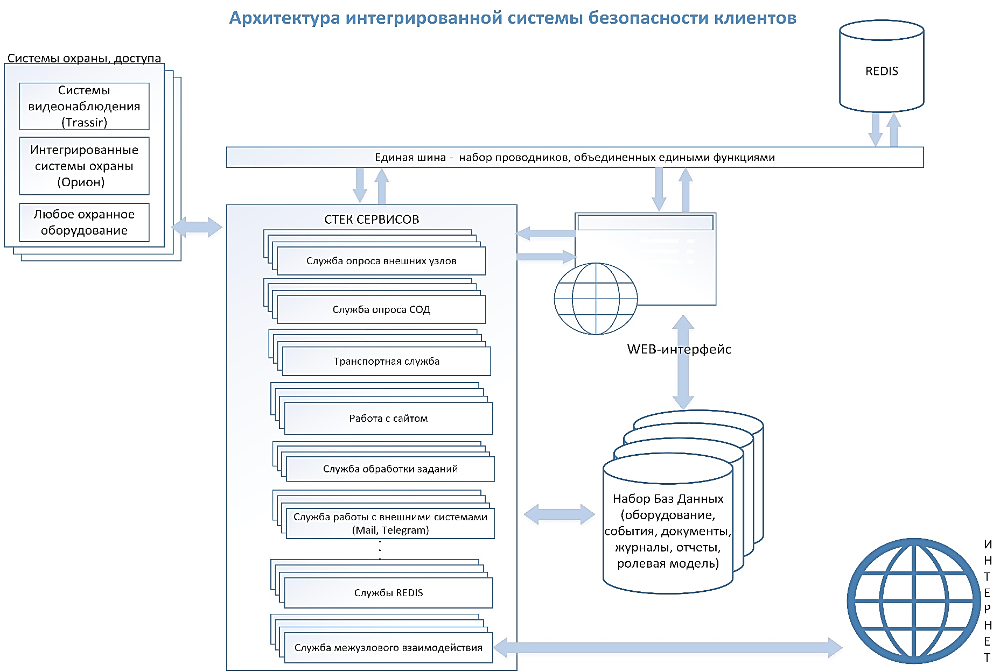 Архитектура интегрированной системы безопасности клиентов
Системы охраны, доступа
Системы
видеонаблюдения
(Trassir)
Интегрированные
системы охраны
(Орион)
Любое охранное
оборудование
REDIS
Единая шина - набор проводников, объединенных едиными функциями
СТЕК СЕРВИСОВ
Служба опроса внешних узлов
Служба опроса СОД
Транспортная служба
Работа с сайтом
Служба обработки заданий
Служба работы с внешними системами
(Mail, Telegram)
Службы REDIS
Служба межузлового взаимодействия
WEB-интерфейс
Набор Баз Данных
(оборудование,
события, документы,
журналы, отчеты,
ролевая модель)
ИНТЕРНЕТ